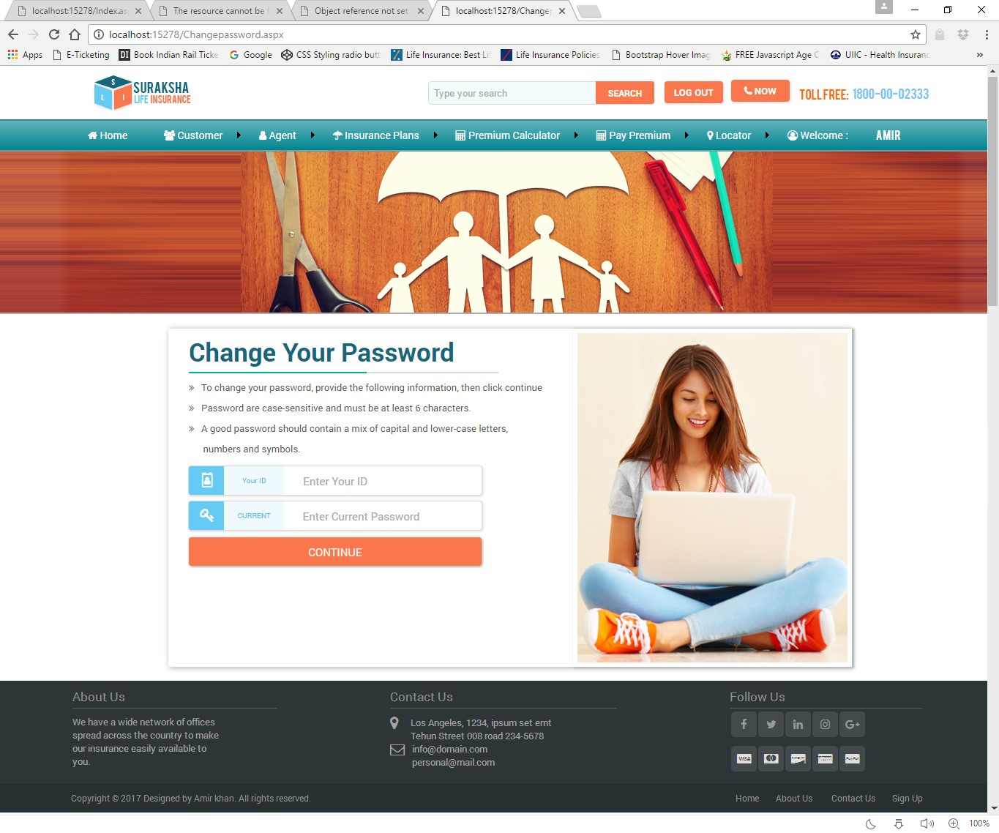 localhost:15278/Index.as
The resource cannot be f
Object reference not set
localhost:15278/Changep
localhost:15278/Changepassword.aspx
Apps
E-Ticketing
DI Book Indian Rail Ticke
Google
CSS Styling radio butt
Life Insurance: Best Lif
Life Insurance Policies
Bootstrap Hover Imag
FREE Javascript Age C
UIIC - Health Insuranc
»
S
L I
SURAKSHA
LIFE INSURANCE
Type your search
SEARCH
LOG OUT
NOW
TOLL FREE: 1800-00-02333
Home
Customer
Agent
Insurance Plans
Premium Calculator
Pay Premium
Locator
Welcome :
AMIR
Change Your Password
» To change your password, provide the following information, then click continue
» Password are case-sensitive and must be at least 6 characters.
» A good password should contain a mix of capital and lower-case letters,
numbers and symbols.
Your ID
Enter Your ID
CURRENT
Enter Current Password
CONTINUE
About Us
We have a wide network of offices
spread across the country to make
our insurance easily available to
you.
Contact Us
Los Angeles, 1234, ipsum set emt
Tehun Street 008 road 234-5678
info@domain.com
personal@mail.com
Follow Us
f in G+
VISA
PayPal
Copyright © 2017 Designed by Amir khan. All rights reserved.
Home
About Us
Contact Us
Sign Up
100%